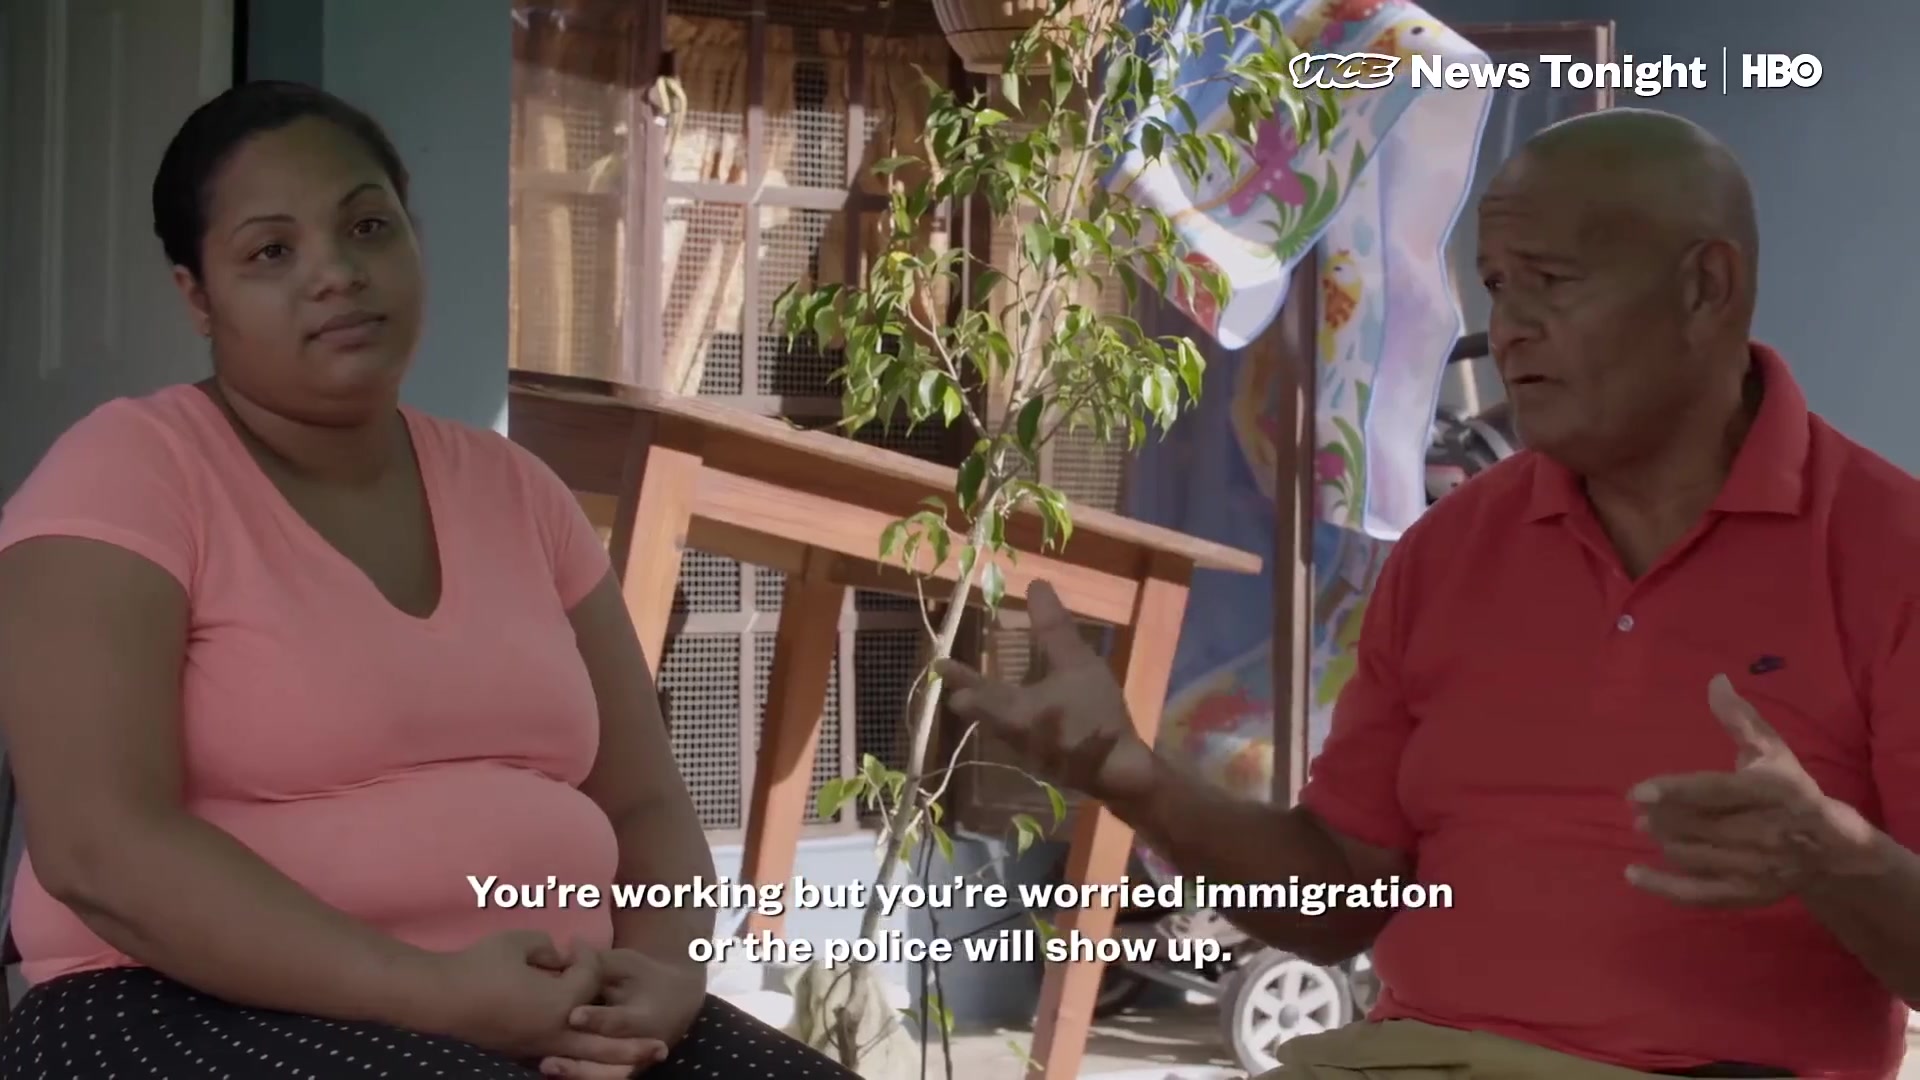 VICE News Tonight | HBO
You're working but you're worried immigration
or the police will show up.